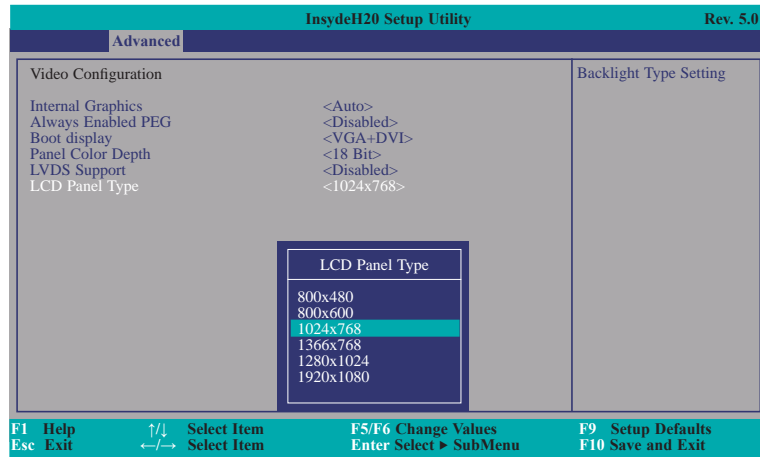 InsydeH20 Setup Utility Rev. 5.0
Advanced
Video Configuration
Backlight Type Setting
Internal Graphics <Auto>
Always Enabled PEG <Disabled>
Boot display <VGA+DVI>
Panel Color Depth <18 Bit>
LVDS Support <Disabled>
LCD Panel Type <1024x768>
LCD Panel Type
800x480
800x600
1024x768
1366x768
1280x1024
1920x1080
F1 Help ↑/↓ Select Item F5/F6 Change Values F9 Setup Defaults
Esc Exit ←/→ Select Item Enter Select ► SubMenu F10 Save and Exit